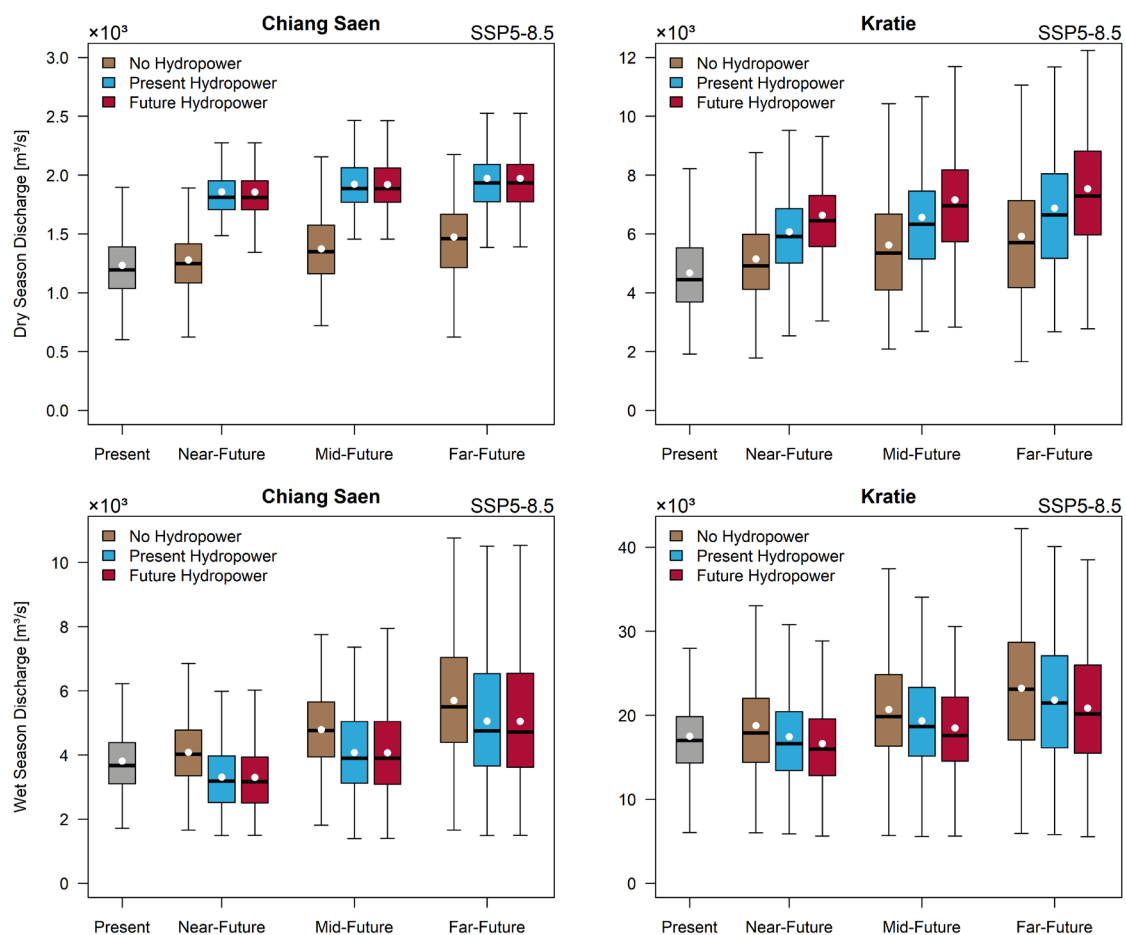 Chiang Saen
×10³
SSP5-8.5
No Hydropower
Present Hydropower
Future Hydropower
Dry Season Discharge [m³/s]
3.0
2.5
2.0
1.5
1.0
0.5
0.0
Present Near-Future Mid-Future Far-Future
Kratie
×10³
SSP5-8.5
No Hydropower
Present Hydropower
Future Hydropower
12
10
8
6
4
2
0
Present Near-Future Mid-Future Far-Future
Chiang Saen
×10³
SSP5-8.5
No Hydropower
Present Hydropower
Future Hydropower
Wet Season Discharge [m³/s]
10
8
6
4
2
0
Present Near-Future Mid-Future Far-Future
Kratie
×10³
SSP5-8.5
No Hydropower
Present Hydropower
Future Hydropower
40
30
20
10
0
Present Near-Future Mid-Future Far-Future